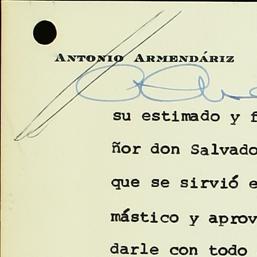 ANTONIO ARMENDÁRIZ
su estimado y f
ñor don Salvado
que se sirvió e
mástico y aprov
darle con todo